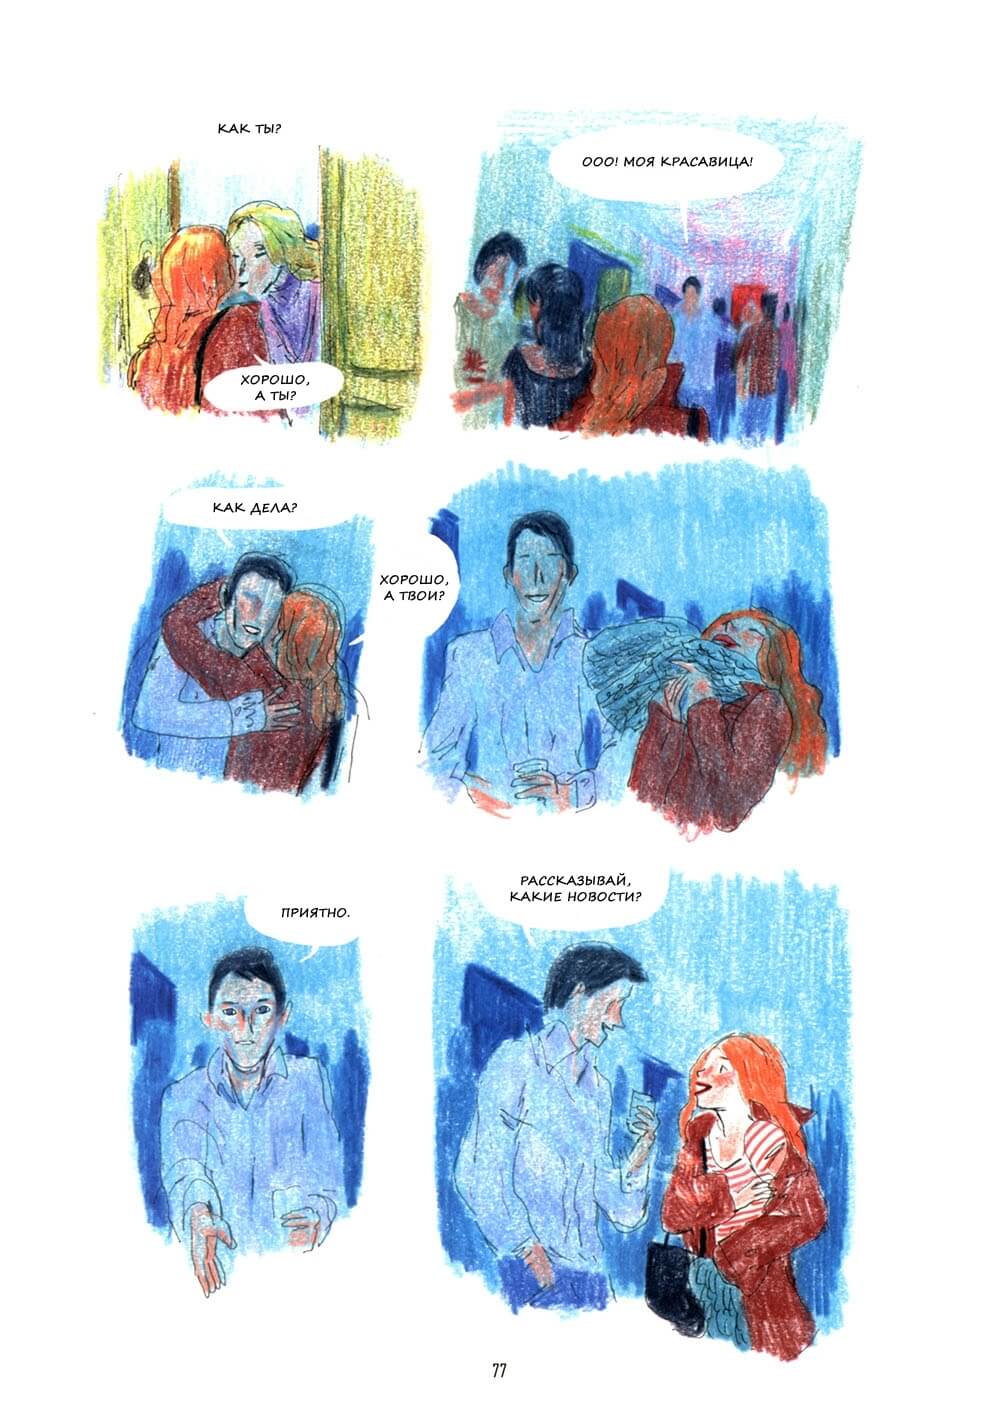 КАК ТЫ?
ХОРОШО,
А ТЫ?
ООО! МОЯ КРАСАВИЦА!
КАК ДЕЛА?
ХОРОШО,
А ТВОИ?
ПРИЯТНО.
РАССКАЗЫВАЙ,
КАКИЕ НОВОСТИ?
77